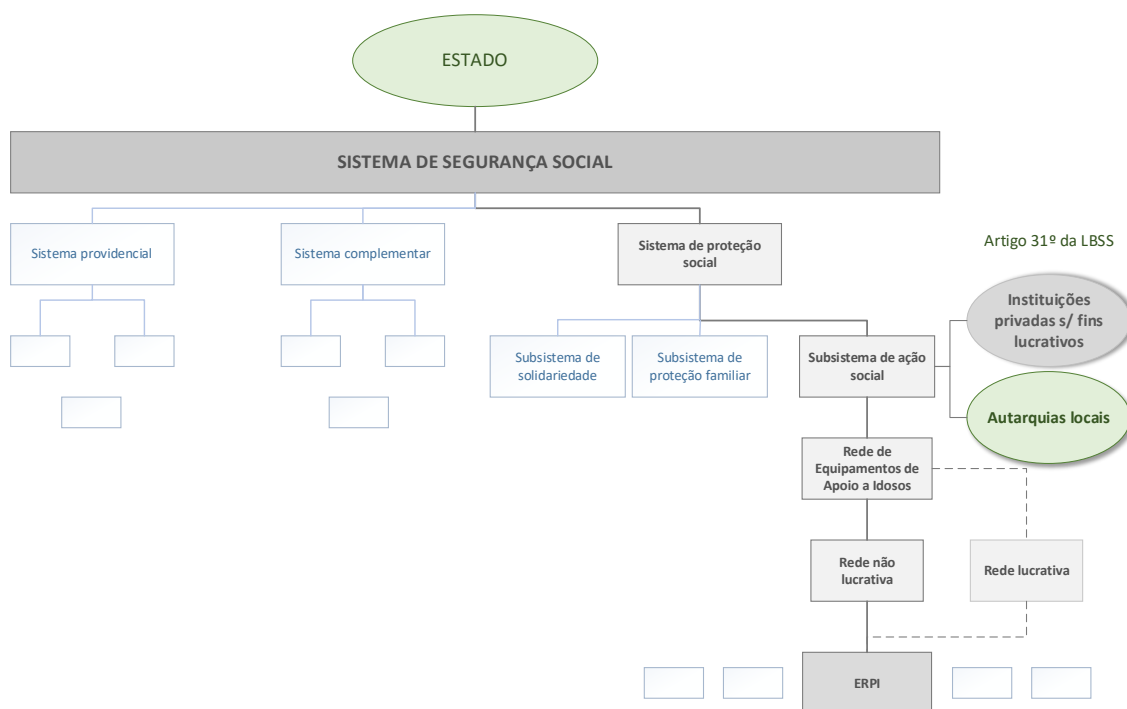 ESTADO
SISTEMA DE SEGURANÇA SOCIAL
Sistema providencial
Sistema complementar
Sistema de proteção
social
Artigo 31º da LBSS
Instituições
privadas s/ fins
lucrativos
Subsistema de
solidariedade
Subsistema de
proteção familiar
Subsistema de ação
social
Autarquias locais
Rede de
Equipamentos de
Apoio a Idosos
Rede não
lucrativa
Rede lucrativa
ERPI